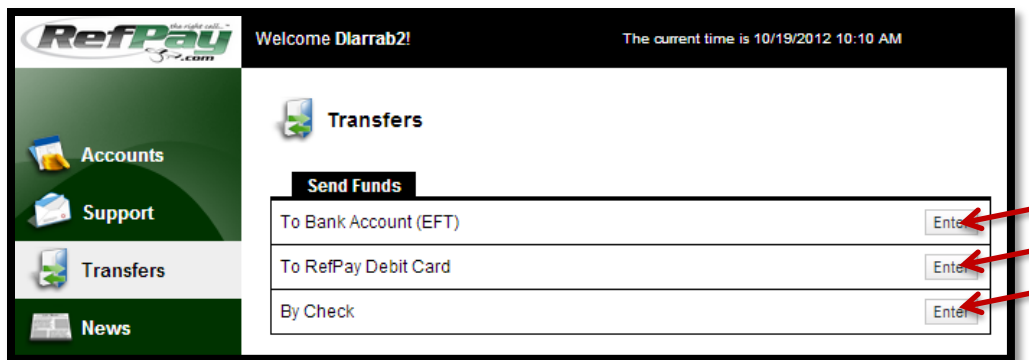 the right call...™
RefPay
.com
Welcome Dlarrab2!
The current time is 10/19/2012 10:10 AM
Accounts
Support
Transfers
News
Transfers
Send Funds
To Bank Account (EFT)
Enter
To RefPay Debit Card
Enter
By Check
Enter